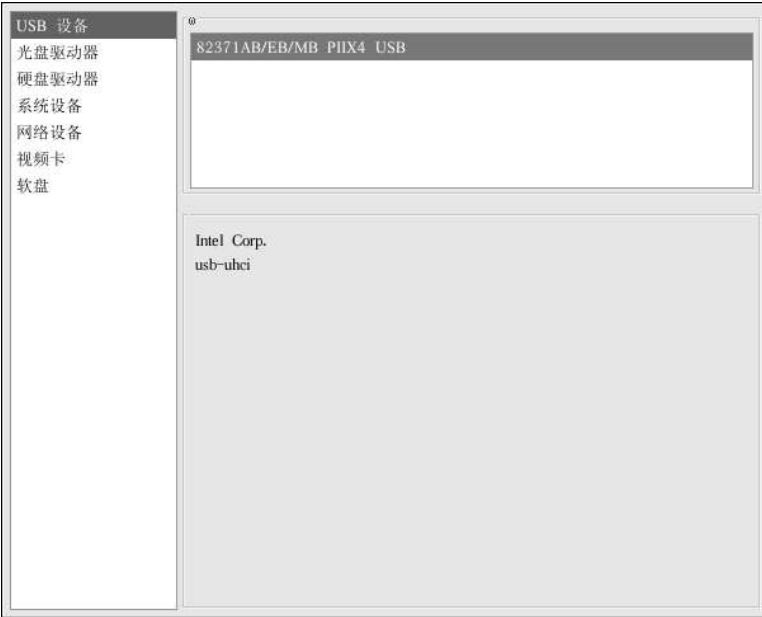 USB 设备
光盘驱动器
硬盘驱动器
系统设备
网络设备
视频卡
软盘
82371AB/EB/MB PIIX4 USB
Intel Corp.
usb-uhci